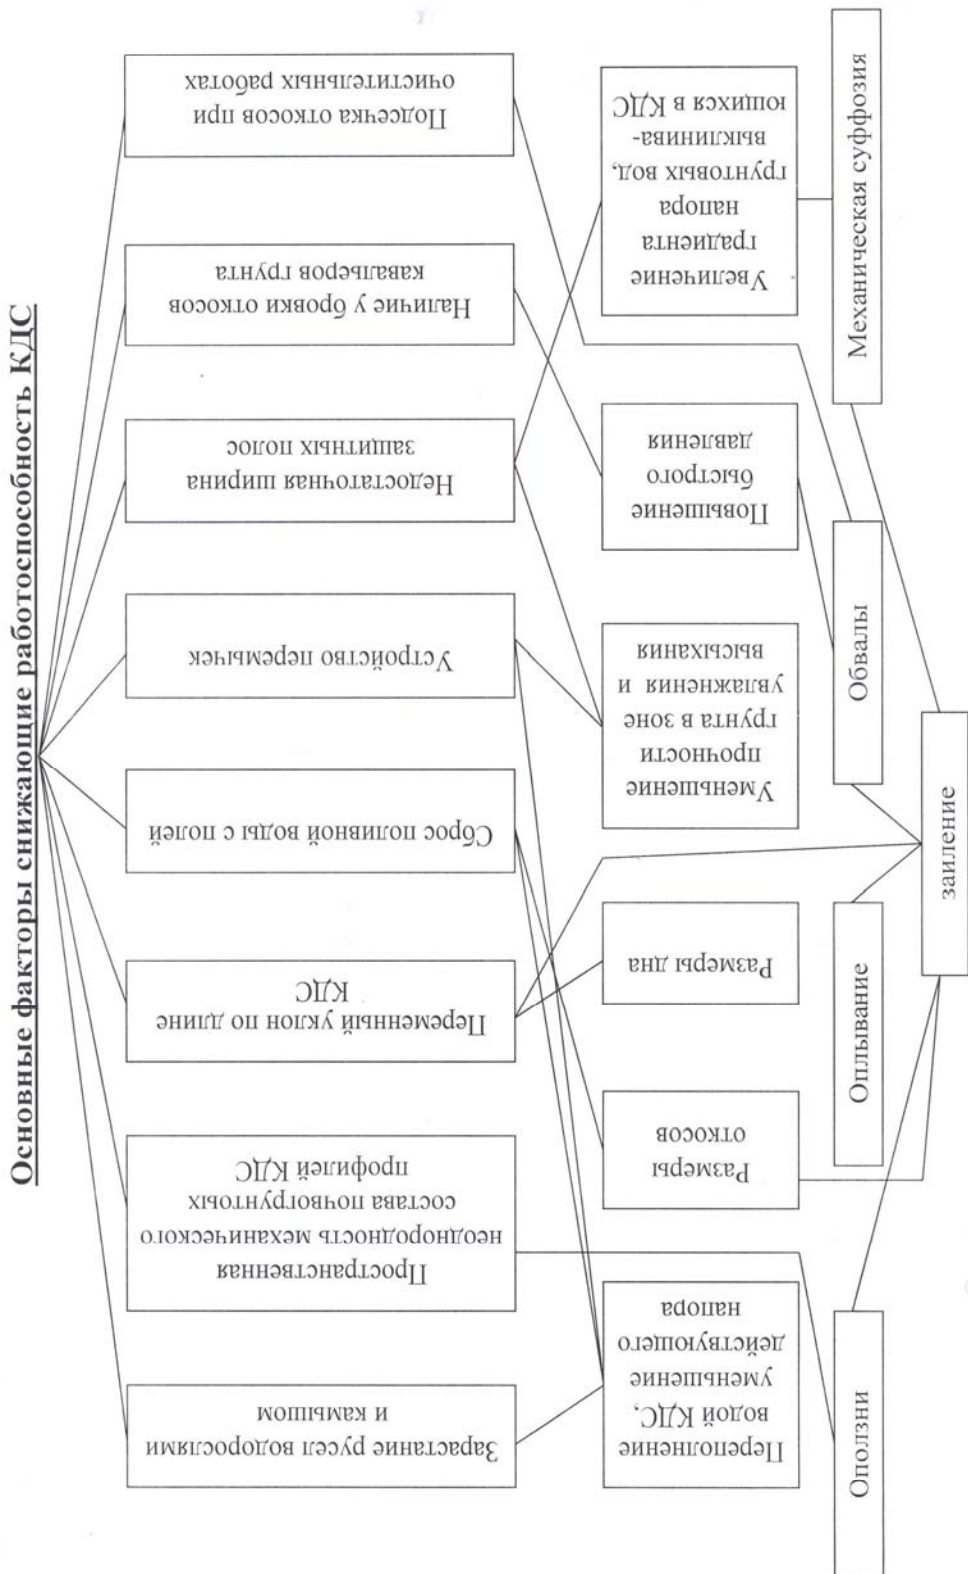 Основные факторы снижающие работоспособность КДС
Зарастание русел водорослями
и камышом
Пространственная
неоднородность механического
состава почвогрунтоых
профилей КДС
Переменный уклон по длине
КДС
Сброс поливной воды с полей
Устройство перемычек
Недостаточная ширина
защитных полос
Наличие у бровки откосов
кавальеров грунта
Подсечка откосов при
очистительных работах
Переполнение
водой КДС,
уменьшение
действующего
напора
Размеры
откосов
Размеры дна
Уменьшение
прочности
грунта в зоне
увлажнения и
высыхания
Повышение
быстрого
давления
Увеличение
градиента
напора
грунтовых вод,
выклинива-
ющихся в КДС
Оползни
Оплывание
Обвалы
Механическая суффозия
заиление